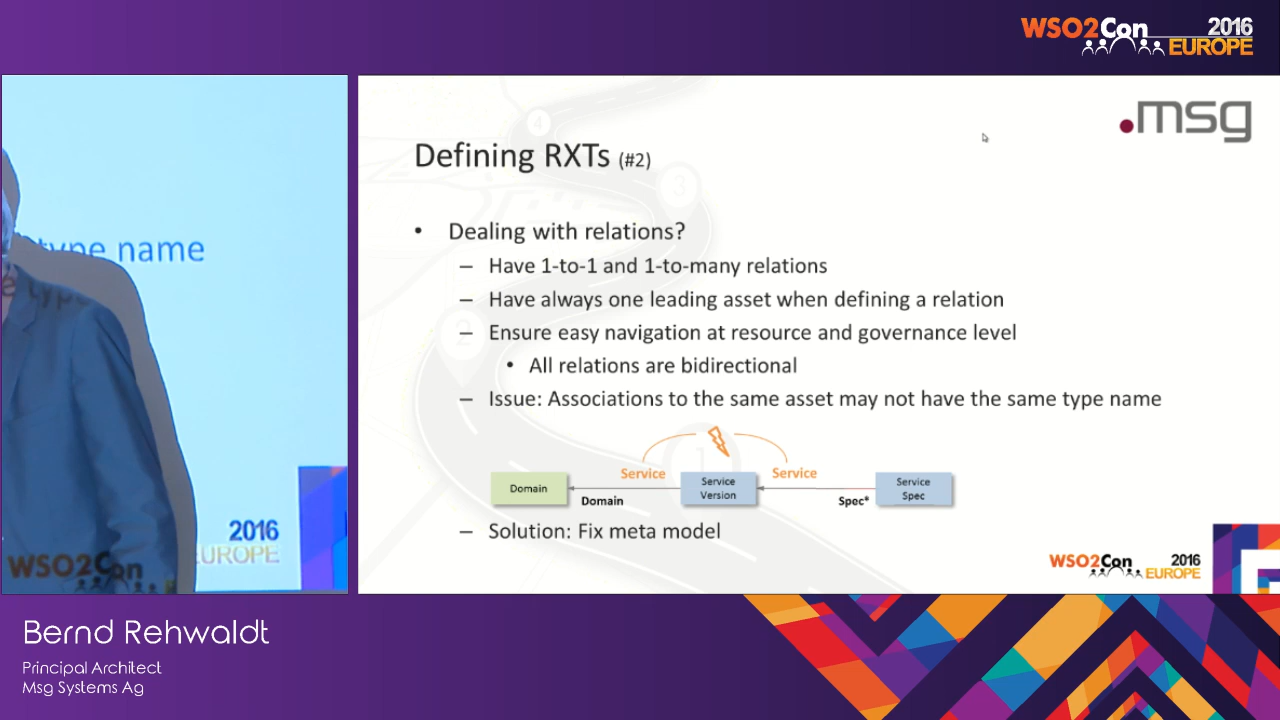 WSO2Con 2016
EUROPE
type name
2016
EUROPE
WSO2Con
.msg
Defining RXTs (#2)
• Dealing with relations?
– Have 1-to-1 and 1-to-many relations
– Have always one leading asset when defining a relation
– Ensure easy navigation at resource and governance level
• All relations are bidirectional
– Issue: Associations to the same asset may not have the same type name
Service Service
Domain
Service
Version
Service
Spec
Domain Spec*
– Solution: Fix meta model
WSO2Con 2016
EUROPE
Bernd Rehwaldt
Principal Architect
Msg Systems Ag
4
3
2
1